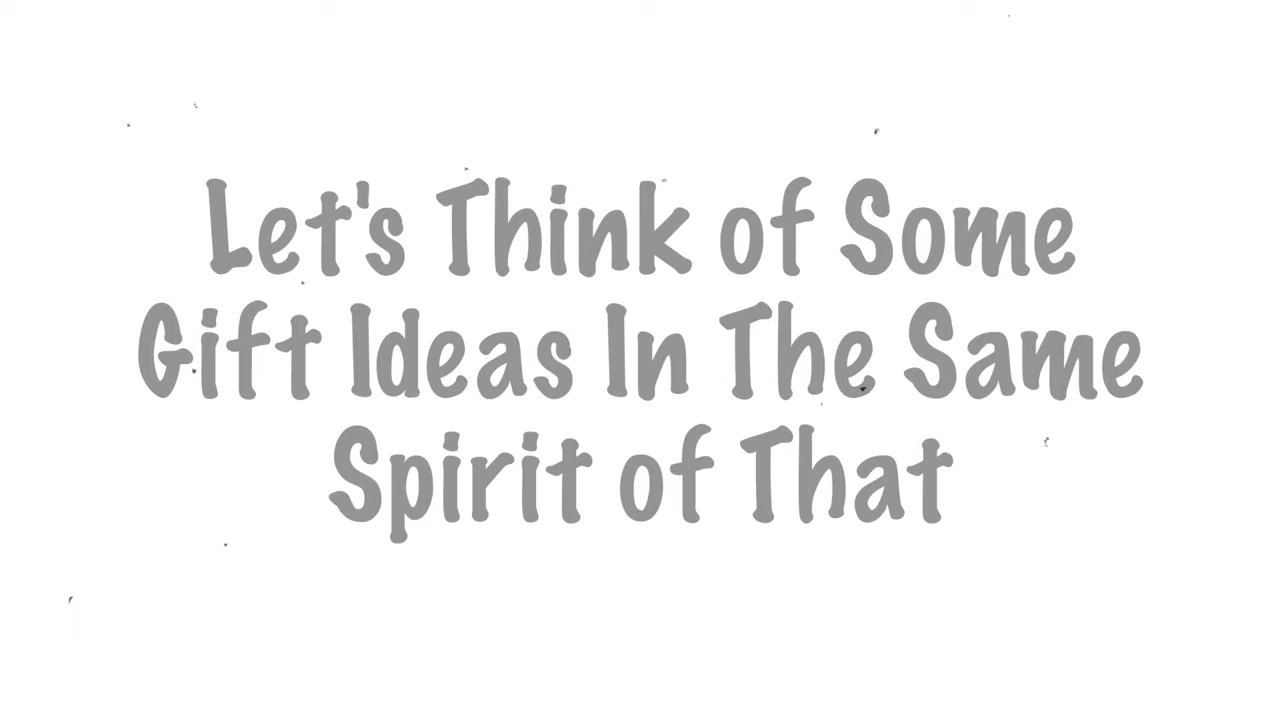 Let's Think of Some
Gift Ideas In The Same
Spirit of That